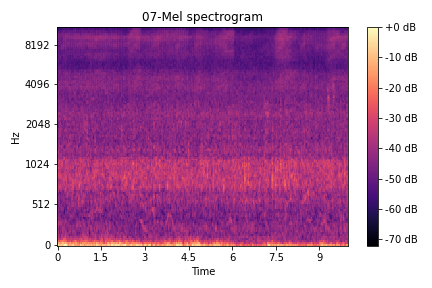 07-Mel spectrogram
+0 dB
8192
-10 dB
4096
-20 dB
-30 dB
2048
Hz
-40 dB
1024
-50 dB
512
-60 dB
0
-70 dB
0 1.5 3 4.5 6 7.5 9
Time